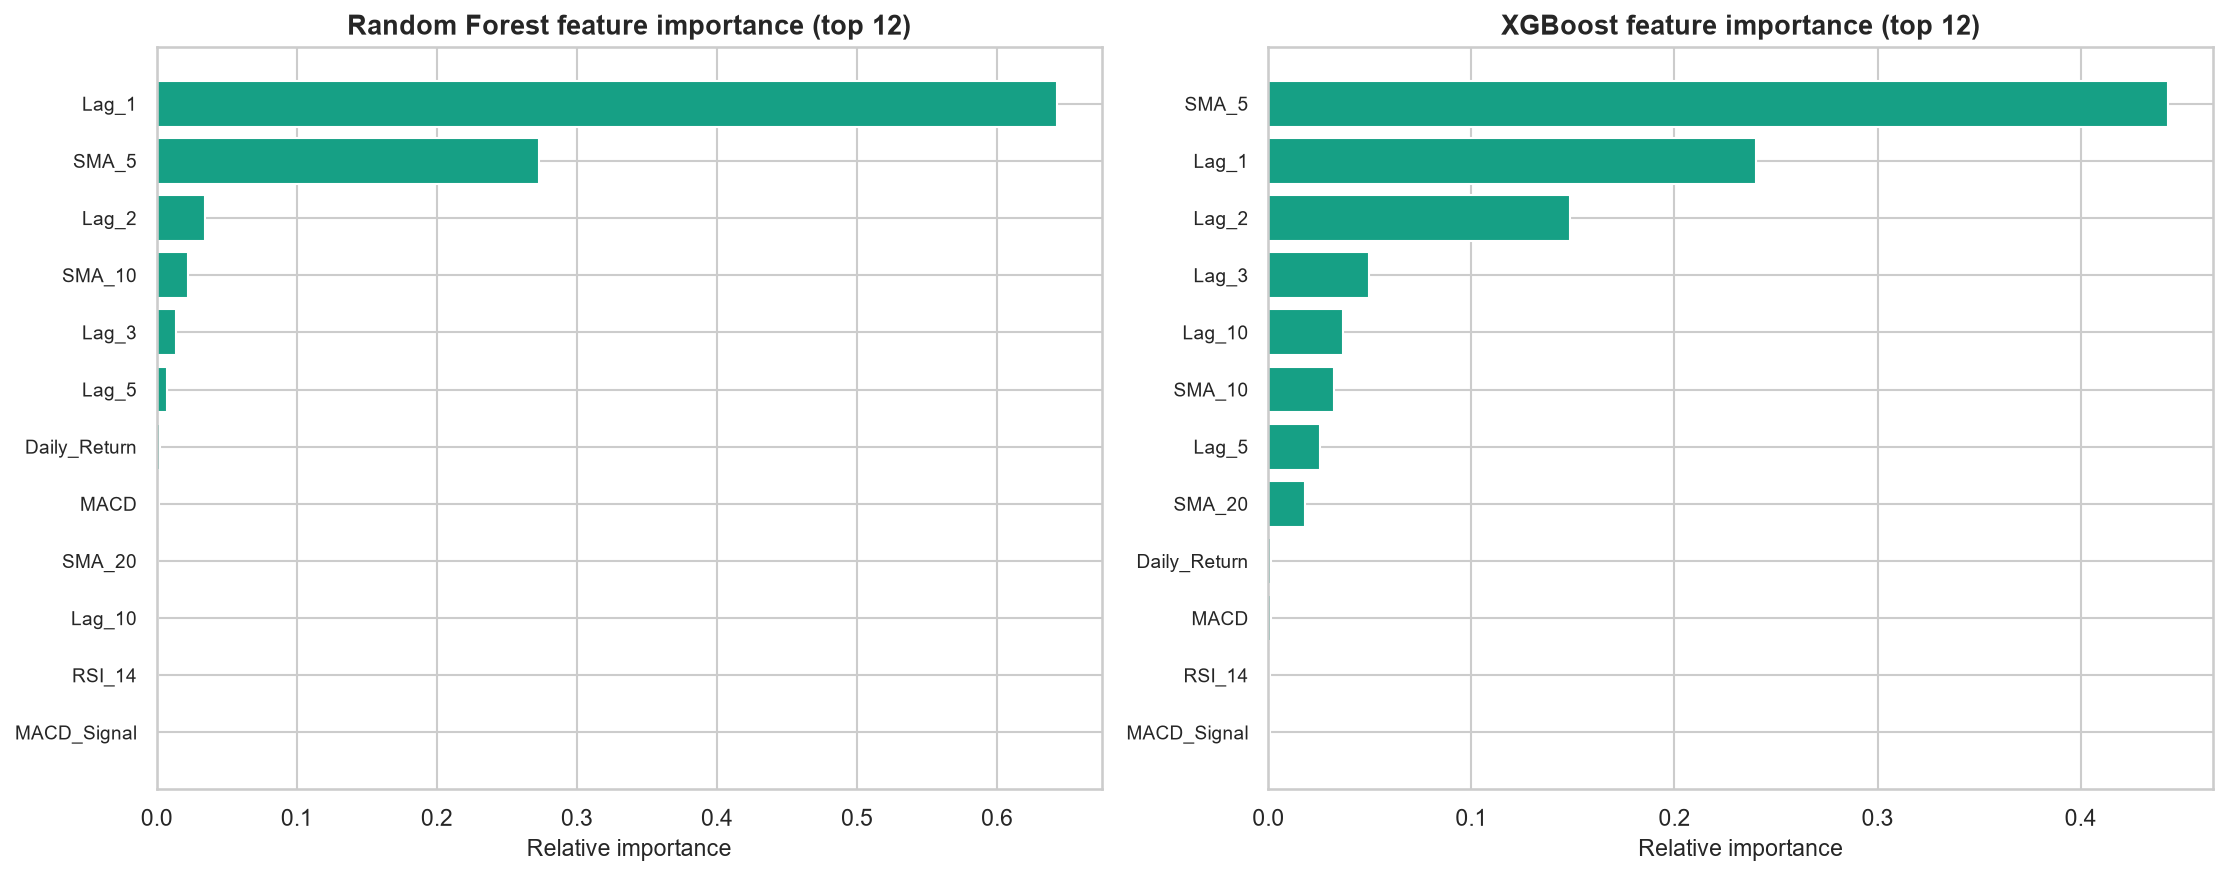 Random Forest feature importance (top 12)
Lag_1
SMA_5
Lag_2
SMA_10
Lag_3
Lag_5
Daily_Return
MACD
SMA_20
Lag_10
RSI_14
MACD_Signal
0.0 0.1 0.2 0.3 0.4 0.5 0.6
Relative importance
XGBoost feature importance (top 12)
SMA_5
Lag_1
Lag_2
Lag_3
Lag_10
SMA_10
Lag_5
SMA_20
Daily_Return
MACD
RSI_14
MACD_Signal
0.0 0.1 0.2 0.3 0.4
Relative importance